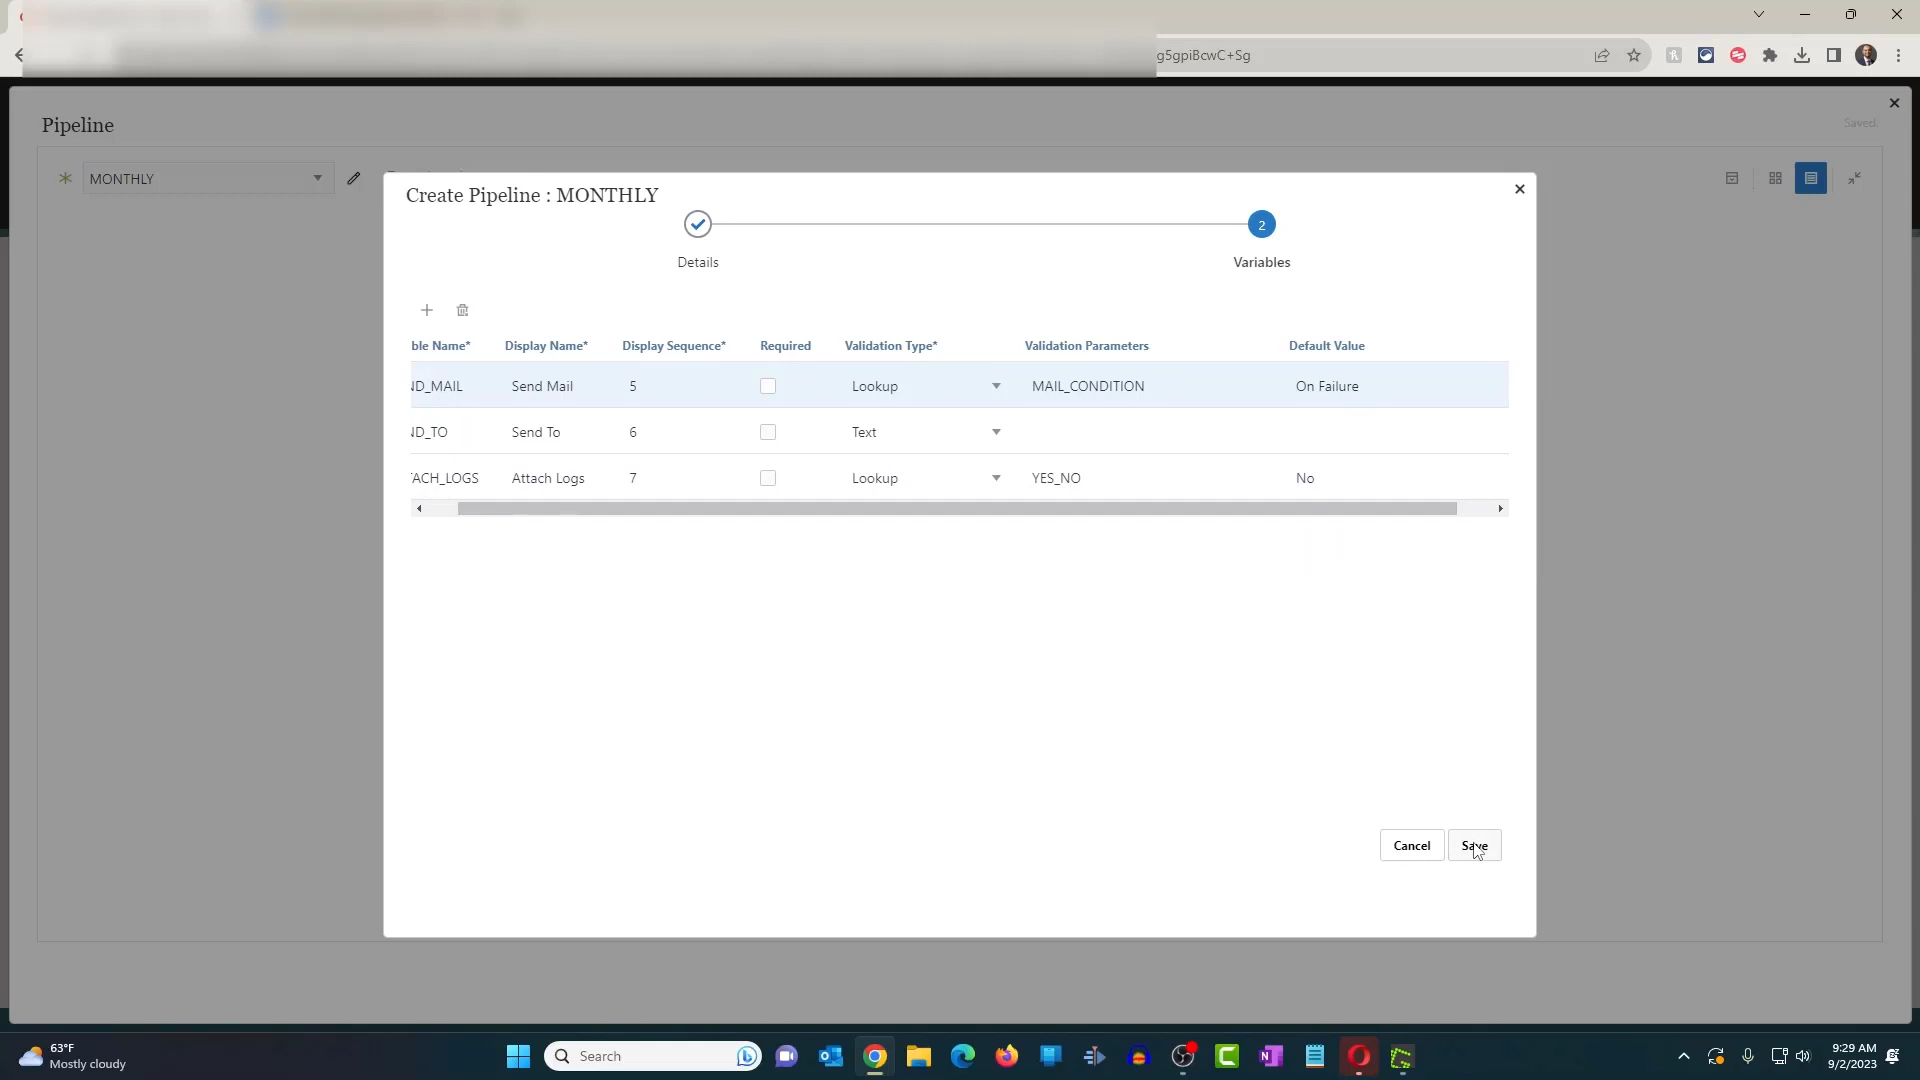 g5gpiBcwC+Sg
Pipeline
Saved.
MONTHLY
Create Pipeline : MONTHLY
2
Details
Variables
ble Name* Display Name* Display Sequence* Required Validation Type* Validation Parameters Default Value
ND_MAIL Send Mail 5 Lookup MAIL_CONDITION On Failure
ND_TO Send To 6 Text
ACH_LOGS Attach Logs 7 Lookup YES_NO No
Cancel Save
63°F
Mostly cloudy
Search
9:29 AM
9/2/2023